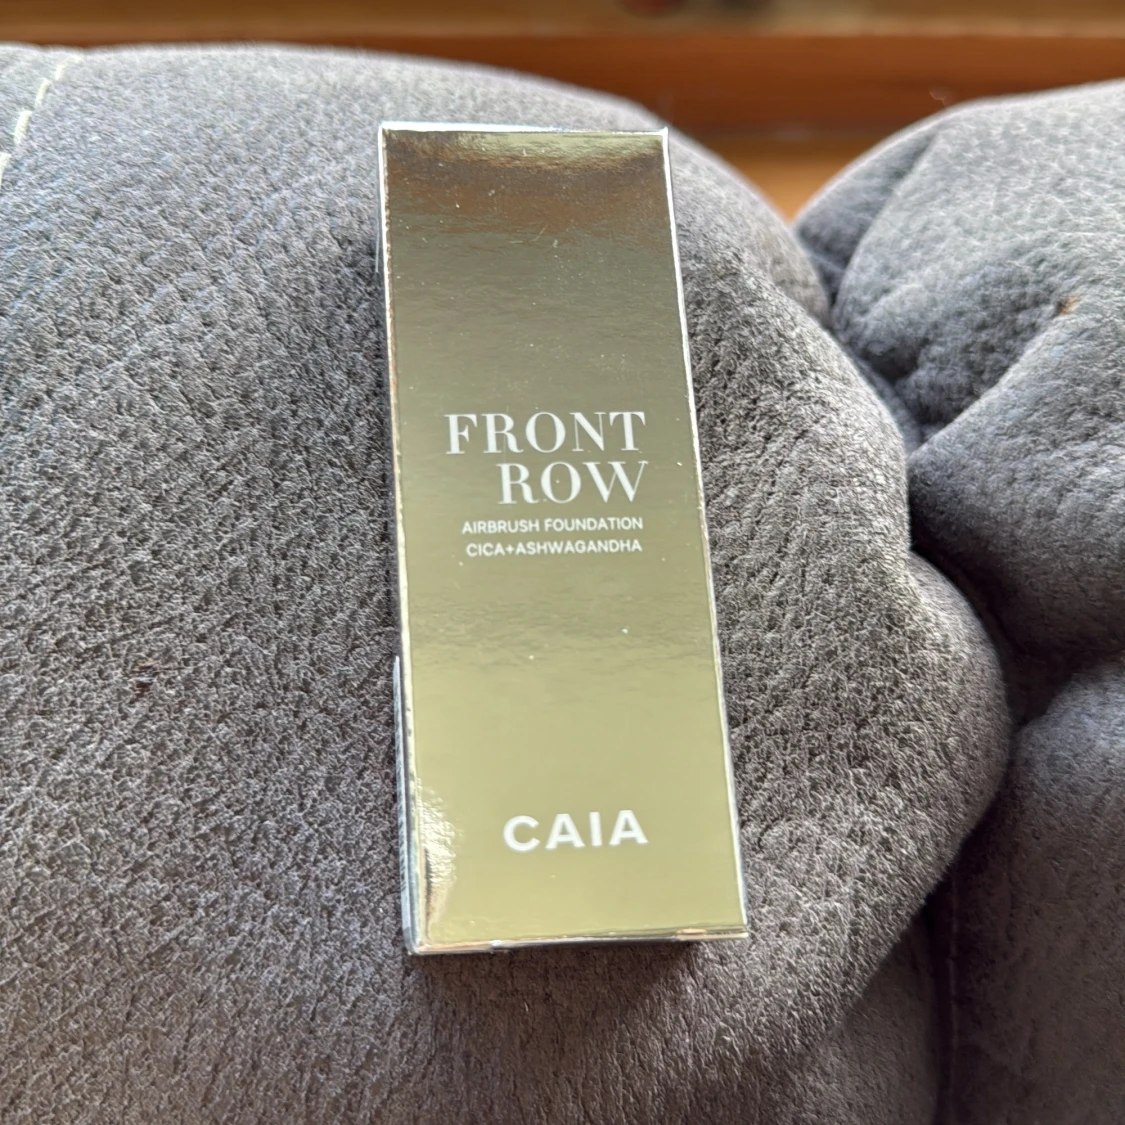 FRONT
ROW
AIRBRUSH FOUNDATION
CICA+ASHWAGANDHA
CAIA